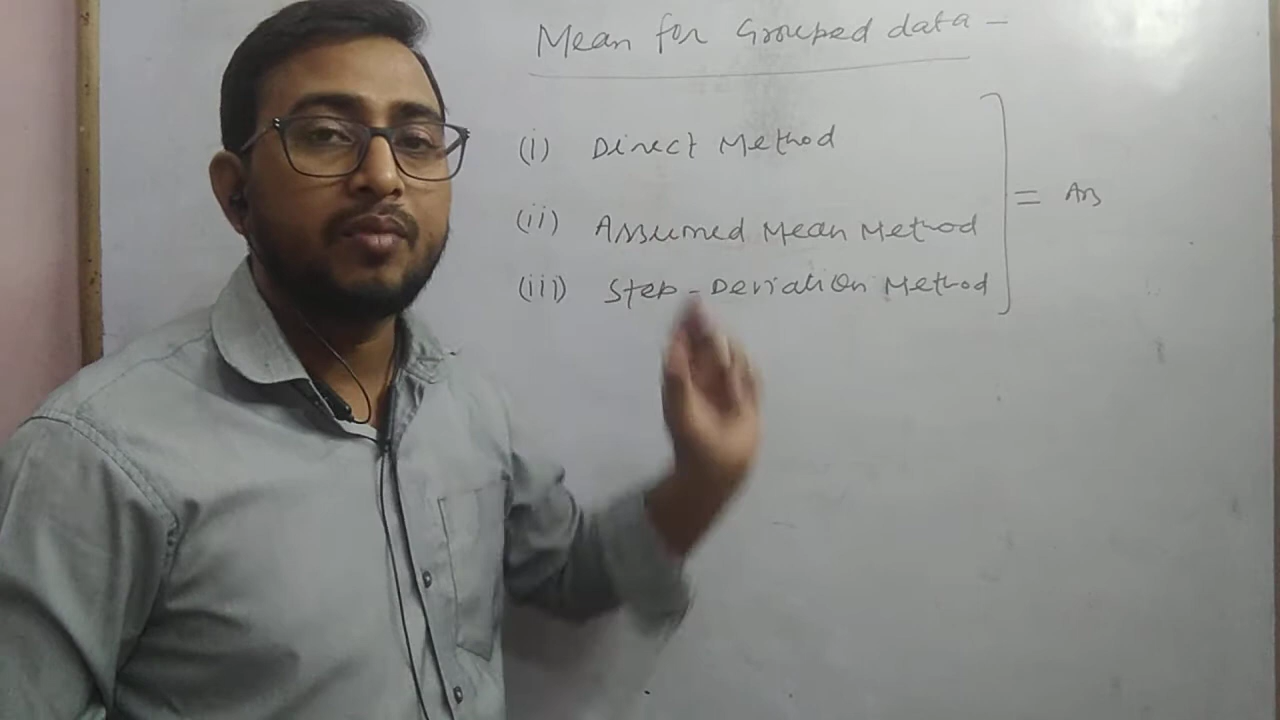 Mean for Grouped data -
(i) Direct Method
(ii) Assumed Mean Method
(iii) Step-Deviation Method
= Ans